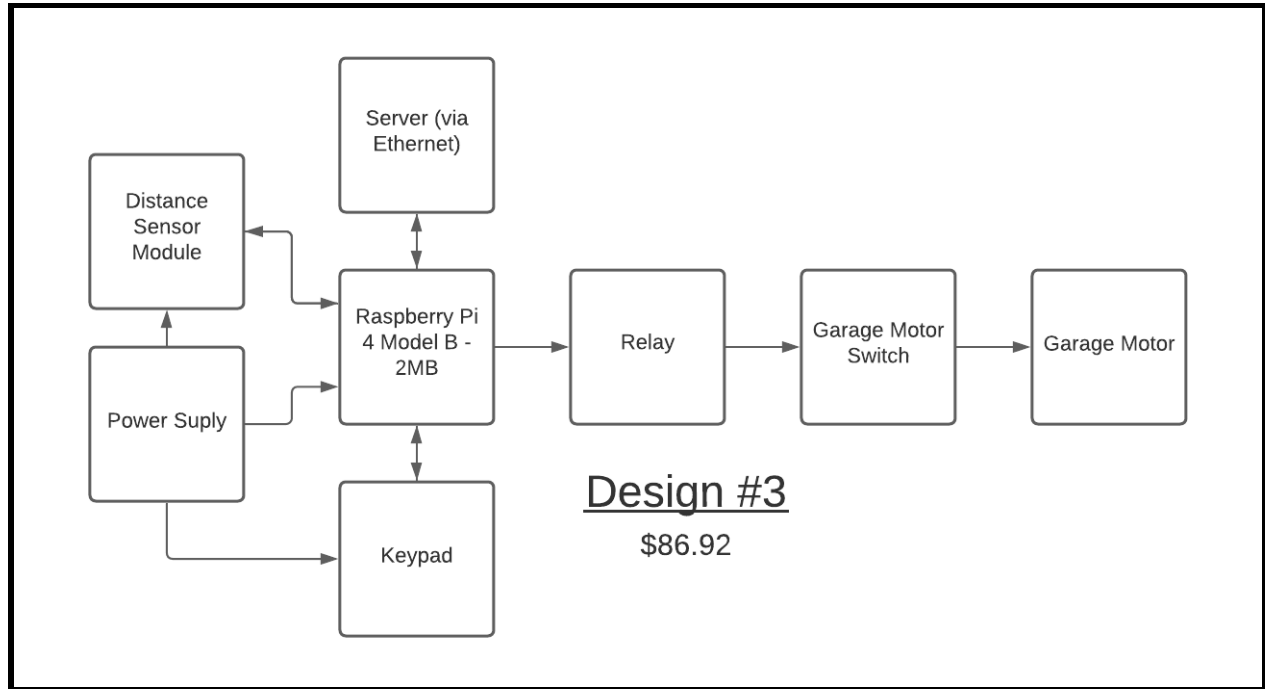 Server (via
Ethernet)
Distance
Sensor
Module
Raspberry Pi
4 Model B -
2MB
Relay
Garage Motor
Switch
Garage Motor
Power Suply
Keypad
Design #3
$86.92